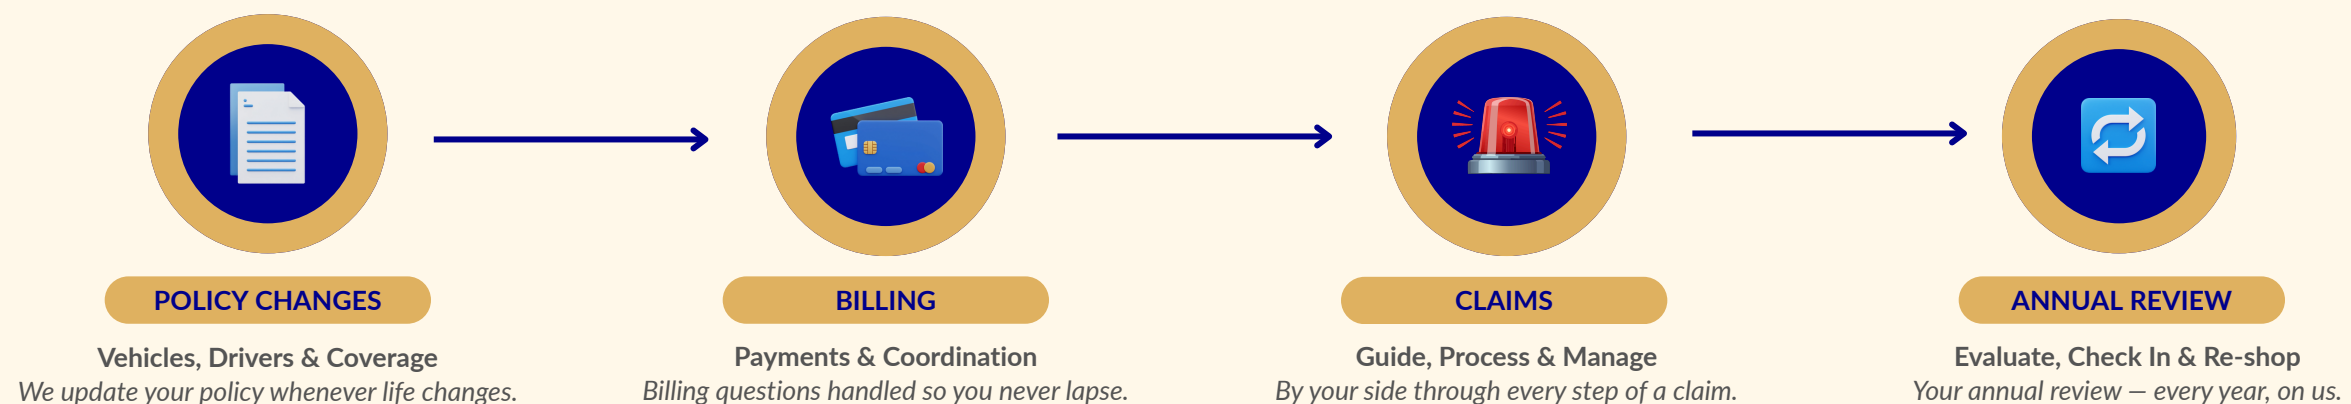 POLICY CHANGES
Vehicles, Drivers & Coverage
We update your policy whenever life changes.
BILLING
Payments & Coordination
Billing questions handled so you never lapse.
CLAIMS
Guide, Process & Manage
By your side through every step of a claim.
ANNUAL REVIEW
Evaluate, Check In & Re-shop
Your annual review — every year, on us.